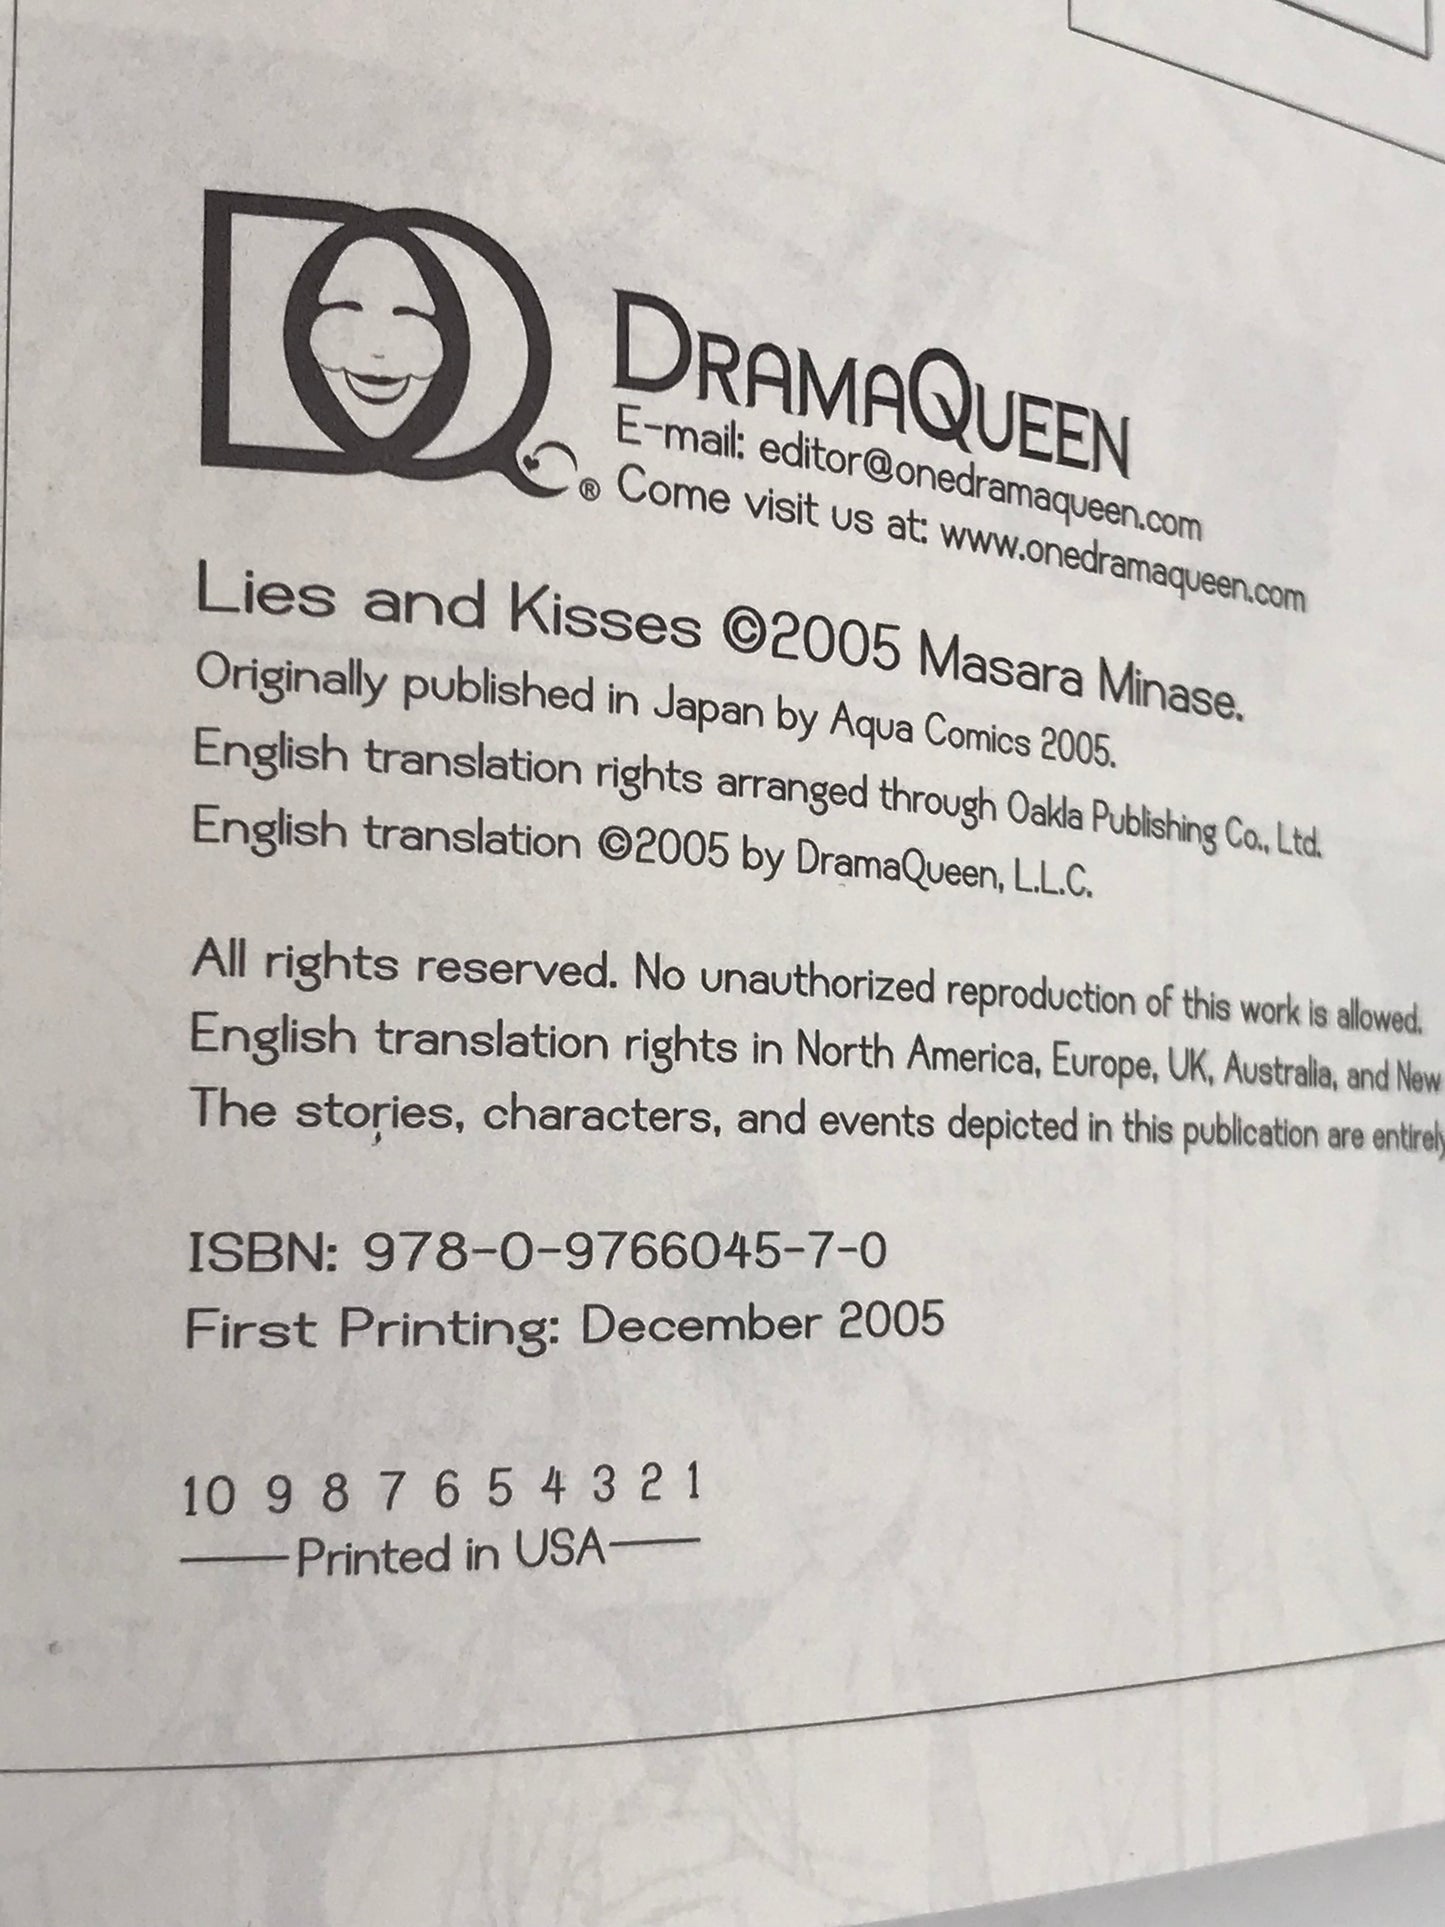 DQ®
DRAMAQUEEN
E-mail: editor@onedramaqueen.com
Come visit us at: www.onedramaqueen.com
Lies and Kisses ©2005 Masara Minase.
Originally published in Japan by Aqua Comics 2005.
English translation rights arranged through Oakla Publishing Co., Ltd.
English translation ©2005 by DramaQueen, L.L.C.
All rights reserved. No unauthorized reproduction of this work is allowed.
English translation rights in North America, Europe, UK, Australia, and New
The stories, characters, and events depicted in this publication are entirely
ISBN: 978-0-9766045-7-0
First Printing: December 2005
10 9 8 7 6 5 4 3 2 1
Printed in USA